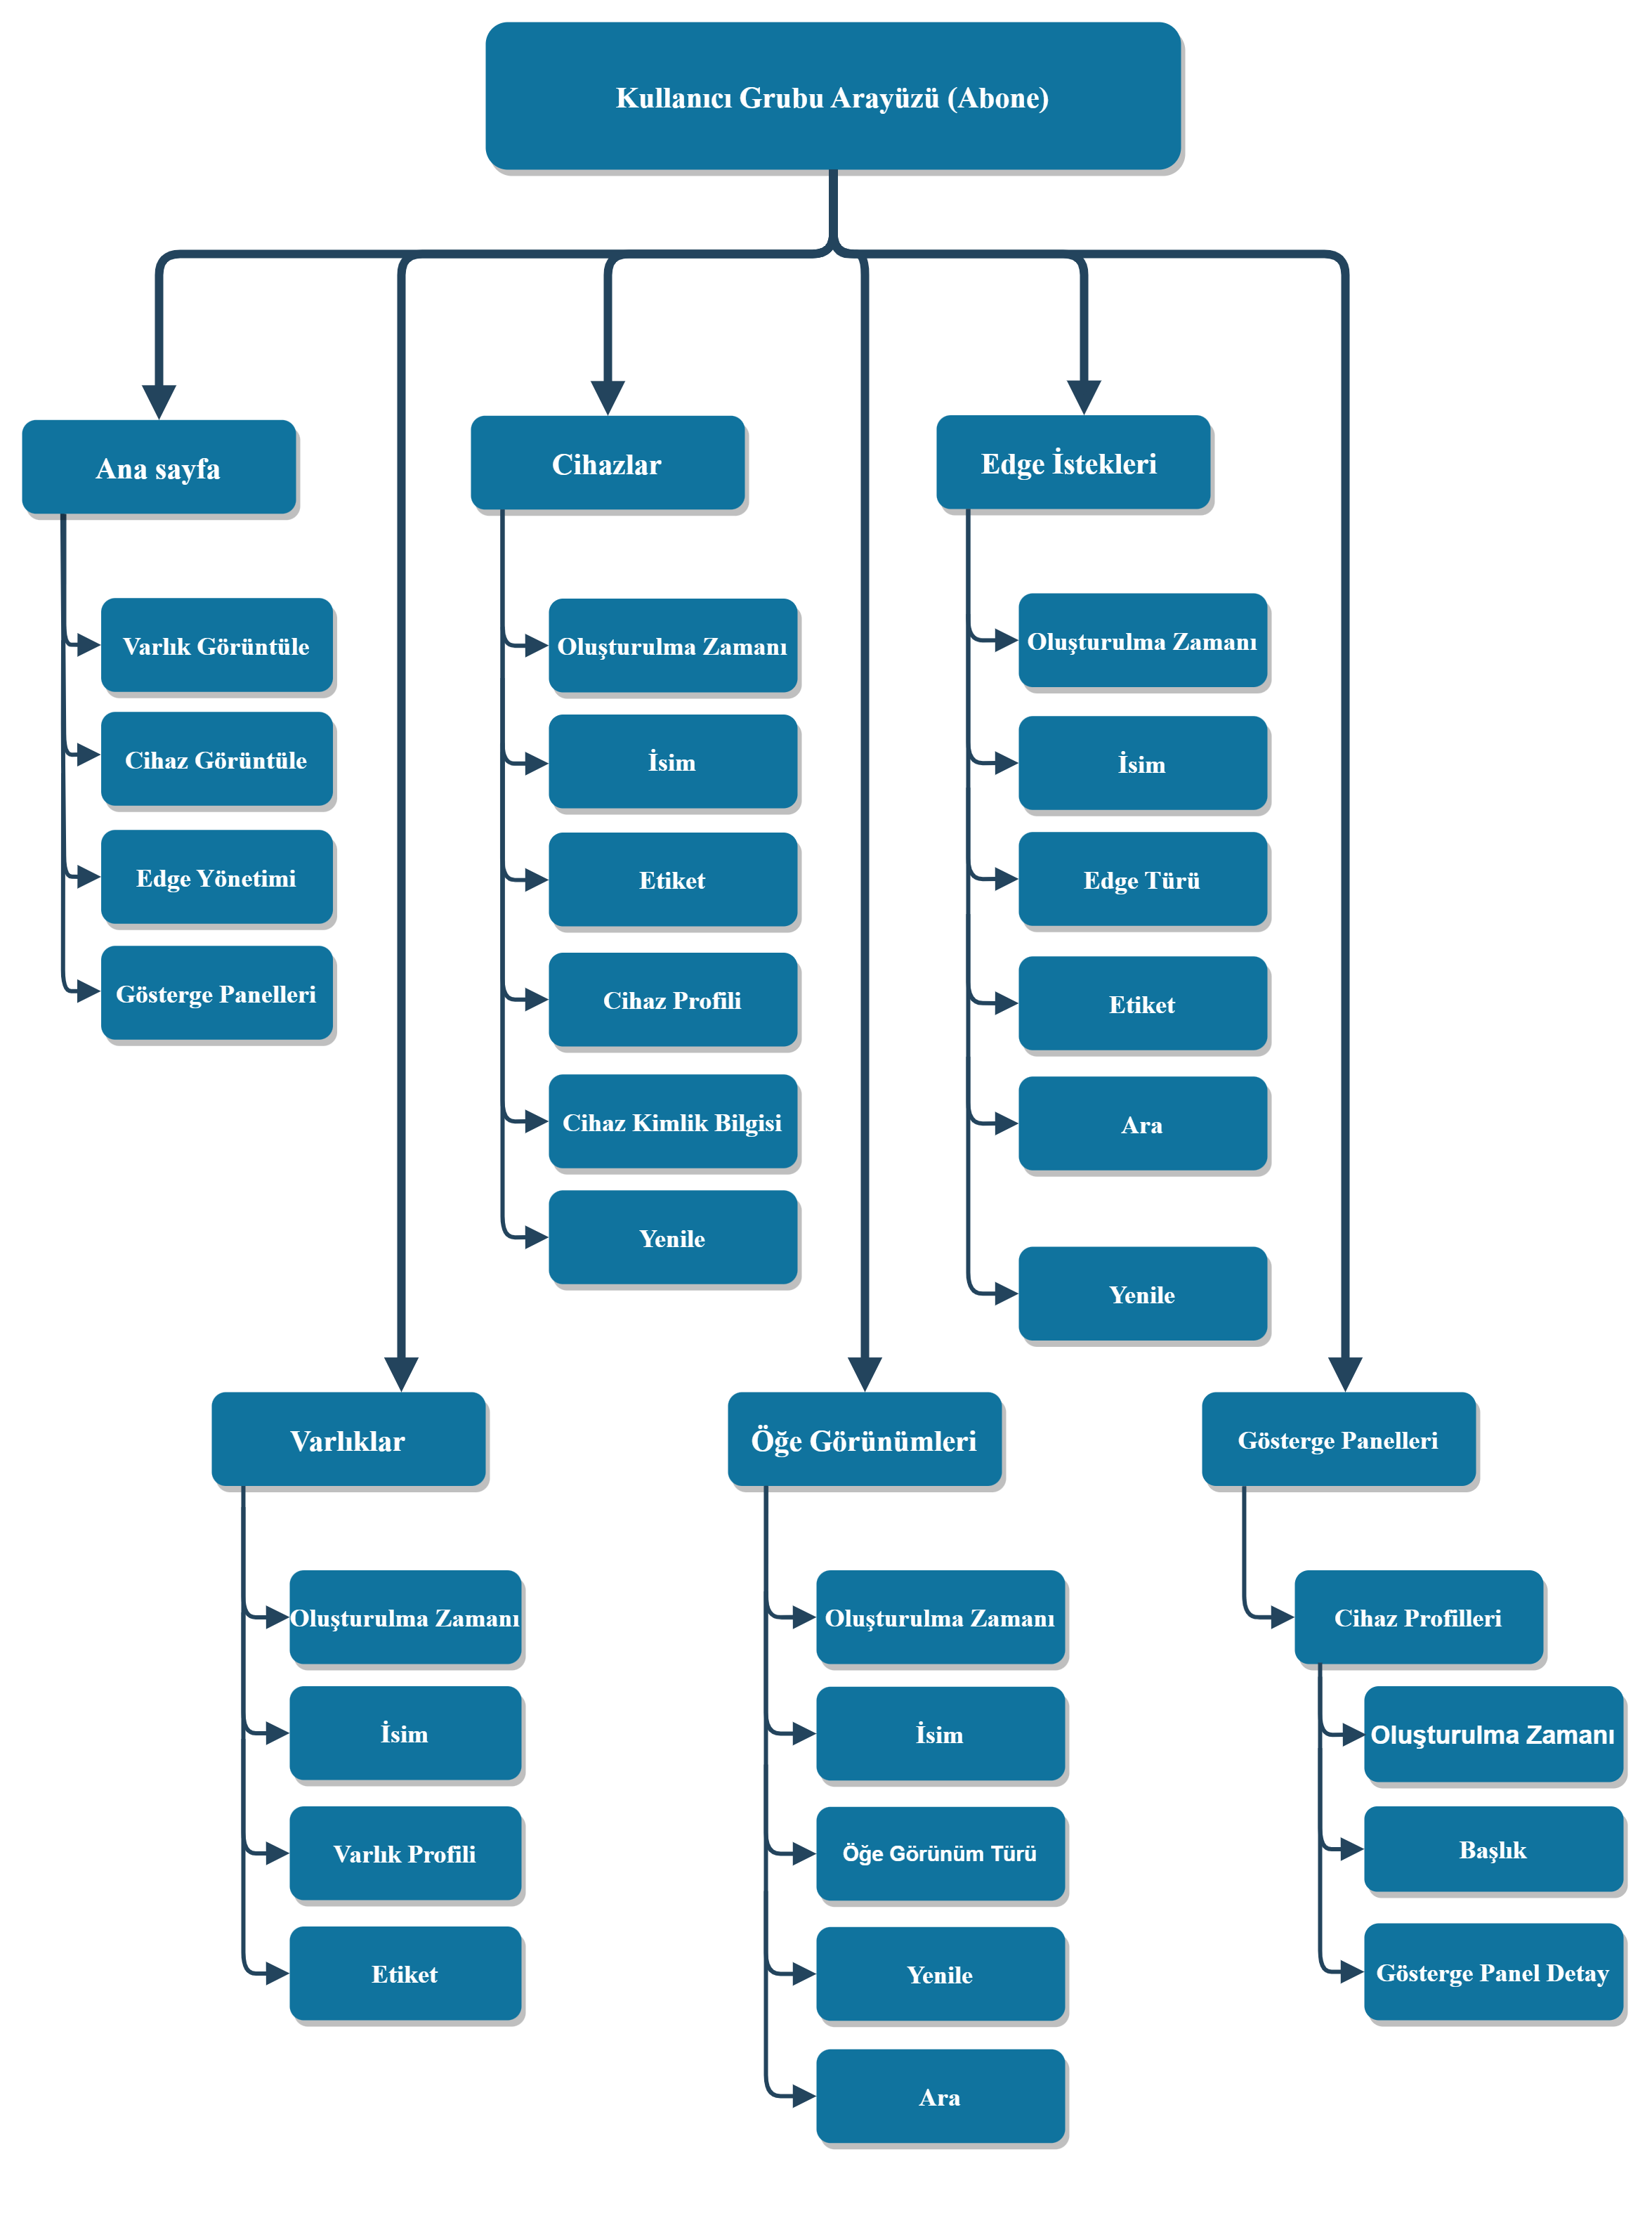 Kullanıcı Grubu Arayüzü (Abone)
Ana sayfa
Varlık Görüntüle
Cihaz Görüntüle
Edge Yönetimi
Gösterge Panelleri
Cihazlar
Oluşturulma Zamanı
İsim
Etiket
Cihaz Profili
Cihaz Kimlik Bilgisi
Yenile
Edge İstekleri
Oluşturulma Zamanı
İsim
Edge Türü
Etiket
Ara
Yenile
Varlıklar
Oluşturulma Zamanı
İsim
Varlık Profili
Etiket
Öğe Görünümleri
Oluşturulma Zamanı
İsim
Öğe Görünüm Türü
Yenile
Ara
Gösterge Panelleri
Cihaz Profilleri
Oluşturulma Zamanı
Başlık
Gösterge Panel Detay